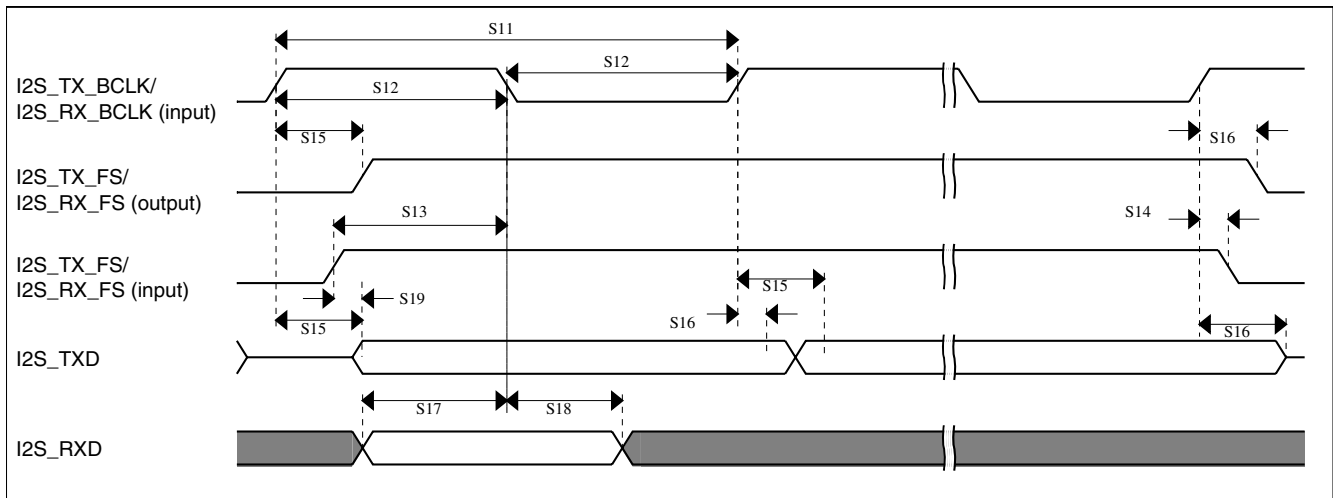 S11
I2S_TX_BCLK/
I2S_RX_BCLK (input)
S12
S12
S15
S16
I2S_TX_FS/
I2S_RX_FS (output)
S13
S14
I2S_TX_FS/
I2S_RX_FS (input)
S15
S19
S15
S16
S16
I2S_TXD
S17
S18
I2S_RXD